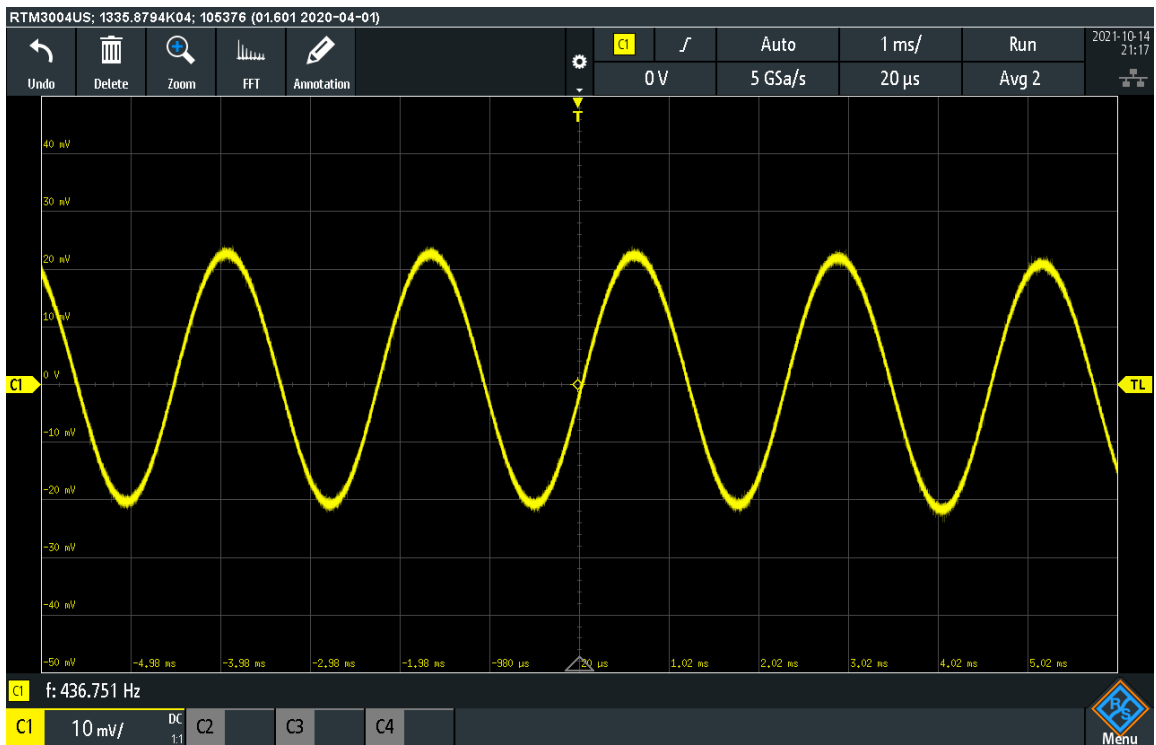 RTM3004US; 1335.8794K04; 105376 (01.601 2020-04-01)
Undo Delete Zoom FFT Annotation
C1 Auto 1 ms/ Run 2021-10-14
21:17
0 V 5 GSa/s 20 µs Avg 2
T
40 mV
30 mV
20 mV
10 mV
C1 0 V TL
-10 mV
-20 mV
-30 mV
-40 mV
-50 mV -4.98 ms -3.98 ms -2.98 ms -1.98 ms -980 µs 20 µs 1.02 ms 2.02 ms 3.02 ms 4.02 ms 5.02 ms
C1 f: 436.751 Hz
C1 10 mV/ DC
1:1
C2 C3 C4
R&S
Menu